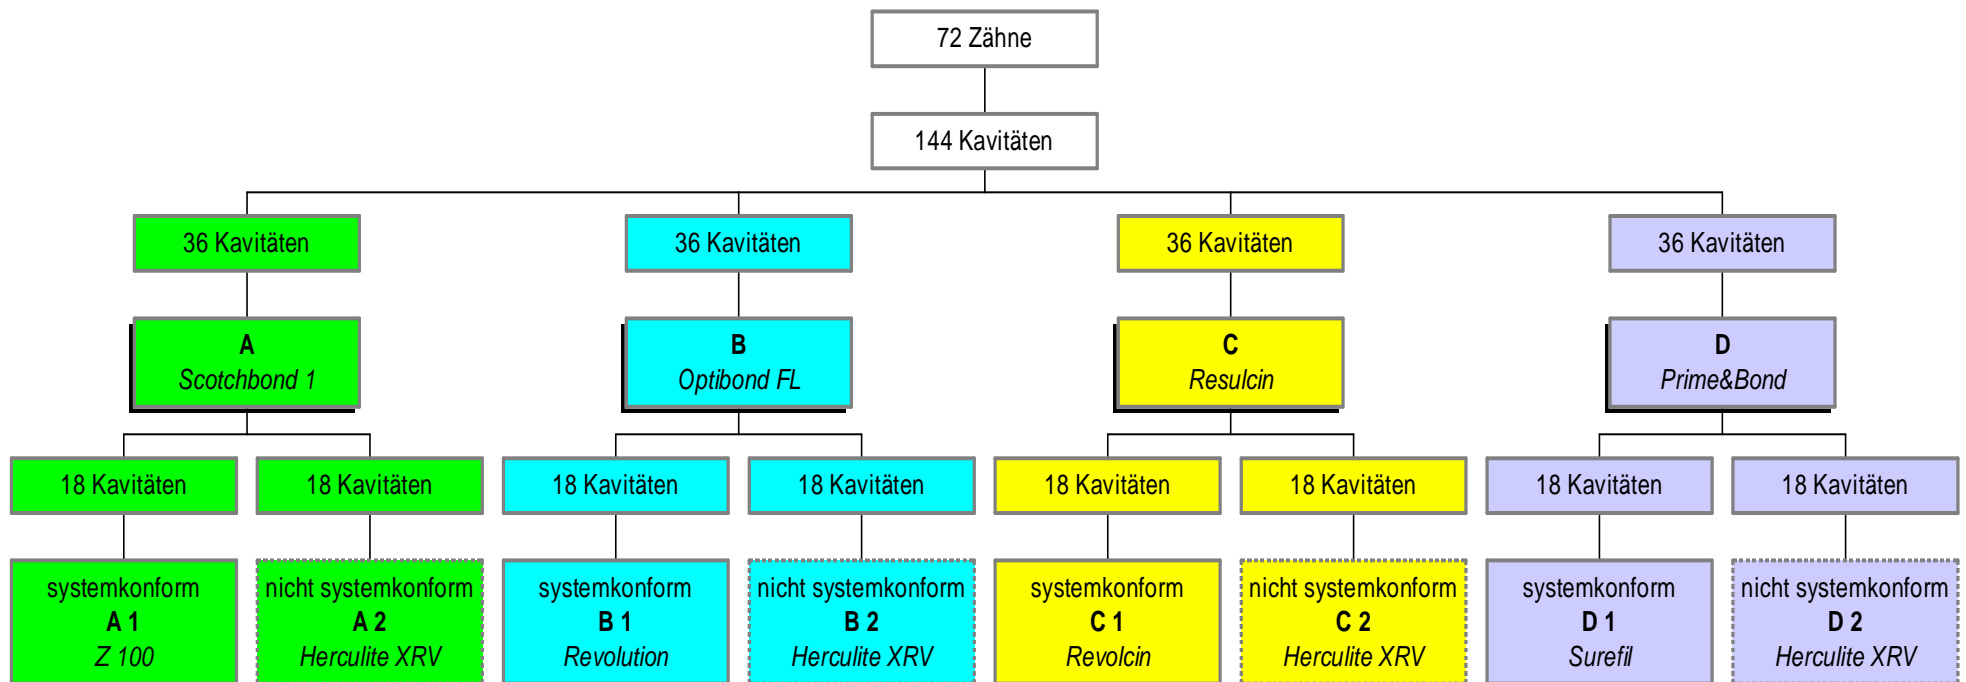 72 Zähne
144 Kavitäten
36 Kavitäten
36 Kavitäten
36 Kavitäten
36 Kavitäten
A
Scotchbond 1
B
Optibond FL
C
Resulcin
D
Prime&Bond
18 Kavitäten
18 Kavitäten
18 Kavitäten
18 Kavitäten
18 Kavitäten
18 Kavitäten
18 Kavitäten
18 Kavitäten
systemkonform
A 1
Z 100
nicht systemkonform
A 2
Herculite XRV
systemkonform
B 1
Revolution
nicht systemkonform
B 2
Herculite XRV
systemkonform
C 1
Revolcin
nicht systemkonform
C 2
Herculite XRV
systemkonform
D 1
Surefil
nicht systemkonform
D 2
Herculite XRV